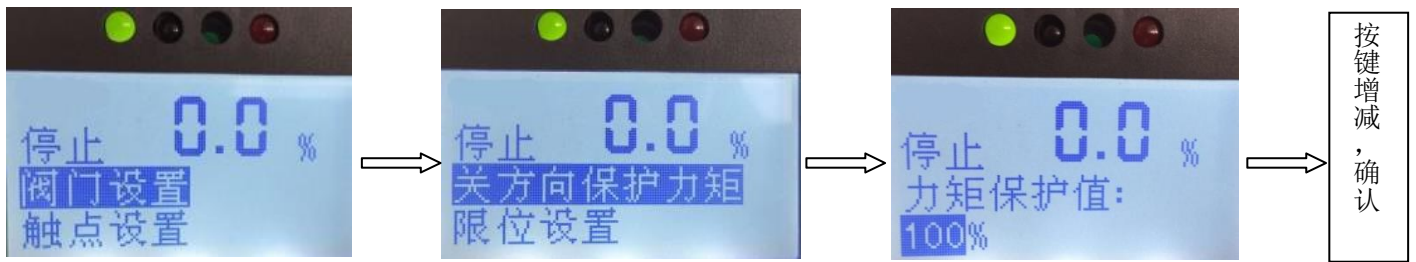 停止 0.0 %
阀门设置
触点设置
停止 0.0 %
关方向保护力矩
限位设置
停止 0.0 %
力矩保护值:
100%
按键增减,确认